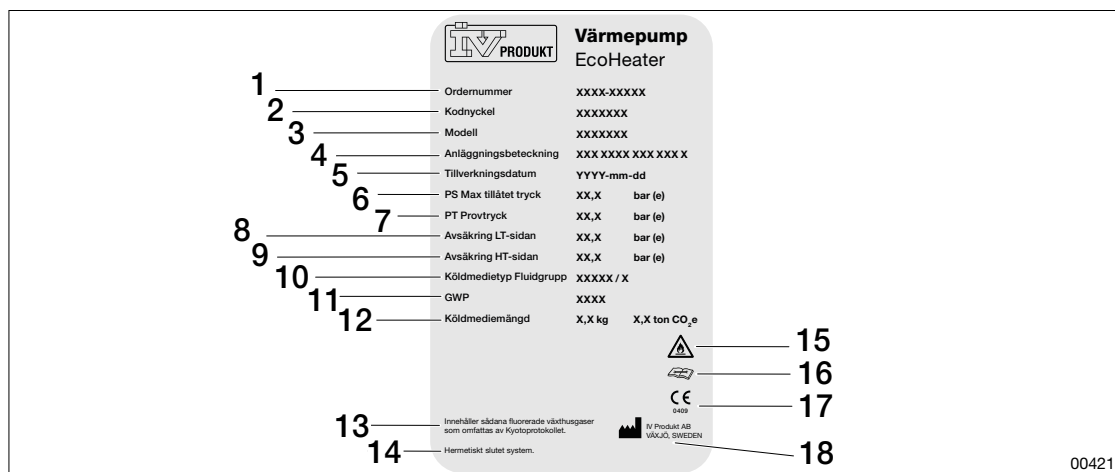 IV PRODUKT
Värmepump
EcoHeater
1 Ordernummer XXXX-XXXXX
2 Kodnyckel XXXXXXX
3 Modell XXXXXXX
4 Anläggningsbeteckning XXX XXXX XXX XXX X
5 Tillverkningsdatum YYYY-mm-dd
6 PS Max tillåtet tryck XX,X bar (e)
7 PT Provtryck XX,X bar (e)
8 Avsäkring LT-sidan XX,X bar (e)
9 Avsäkring HT-sidan XX,X bar (e)
10 Köldmedietyp Fluidgrupp XXXXX / X
11 GWP XXXX
12 Köldmediemängd X,X kg X,X ton CO₂e
15
16
CE 17
0409
13 Innehåller sådana fluorerade växthusgaser
som omfattas av Kyotoprotokollet.
14 Hermetiskt slutet system.
IV Produkt AB
VÄXJÖ, SWEDEN
18
00421